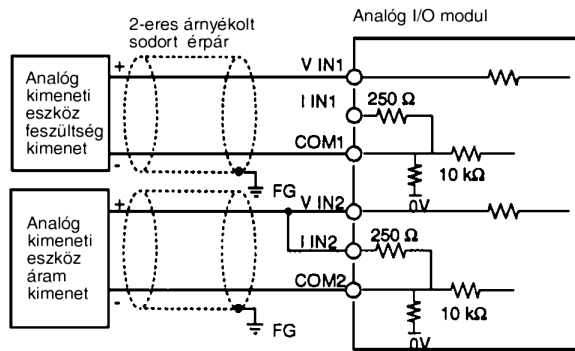 Analóg I/O modul
2-eres árnyékolt
sodort érpár
Analóg
kimeneti
eszköz
feszültség
kimenet
+
-
V IN1
I IN1
250 Ω
COM1
10 kΩ
0V
FG
Analóg
kimeneti
eszköz
áram
kimenet
+
-
V IN2
I IN2
250 Ω
COM2
10 kΩ
0V
FG